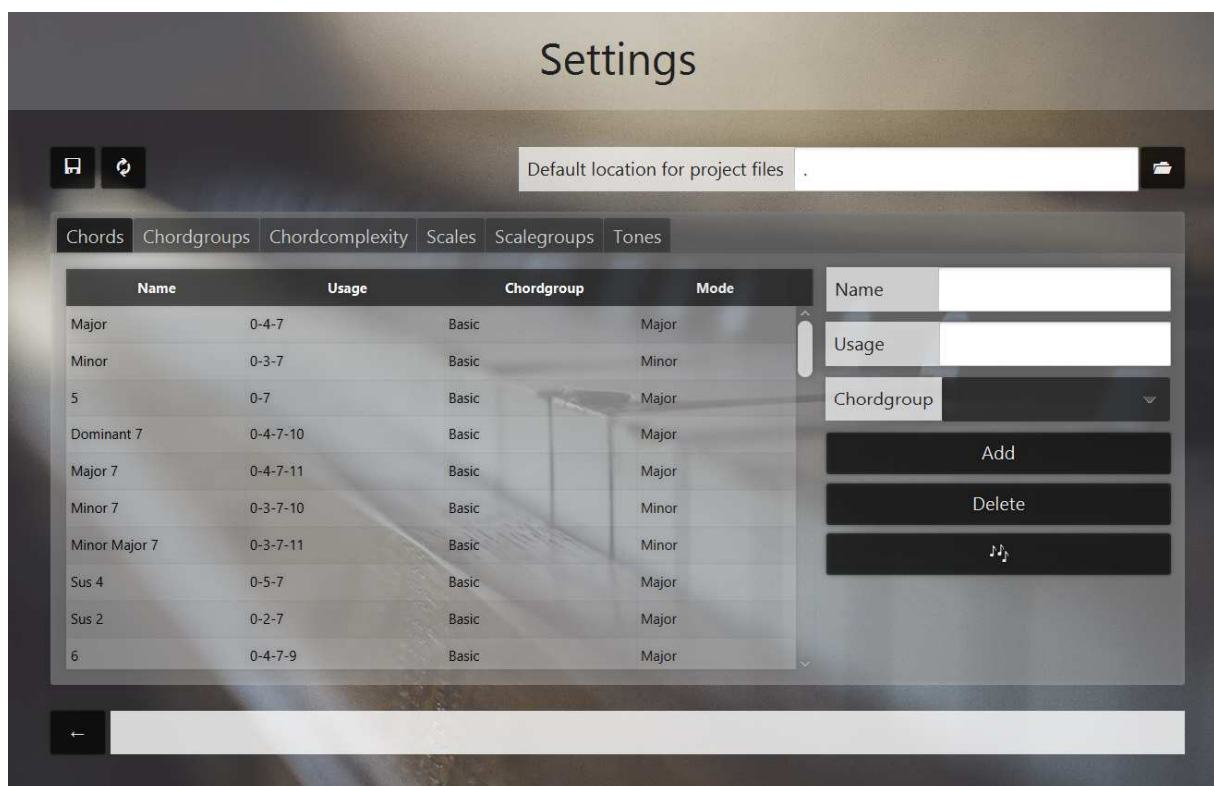 Settings
Default location for project files .
Chords Chordgroups Chordcomplexity Scales Scalegroups Tones
Name Usage Chordgroup Mode
Major 0-4-7 Basic Major
Minor 0-3-7 Basic Minor
5 0-7 Basic Major
Dominant 7 0-4-7-10 Basic Major
Major 7 0-4-7-11 Basic Major
Minor 7 0-3-7-10 Basic Minor
Minor Major 7 0-3-7-11 Basic Minor
Sus 4 0-5-7 Basic Major
Sus 2 0-2-7 Basic Major
6 0-4-7-9 Basic Major
Name
Usage
Chordgroup
Add
Delete